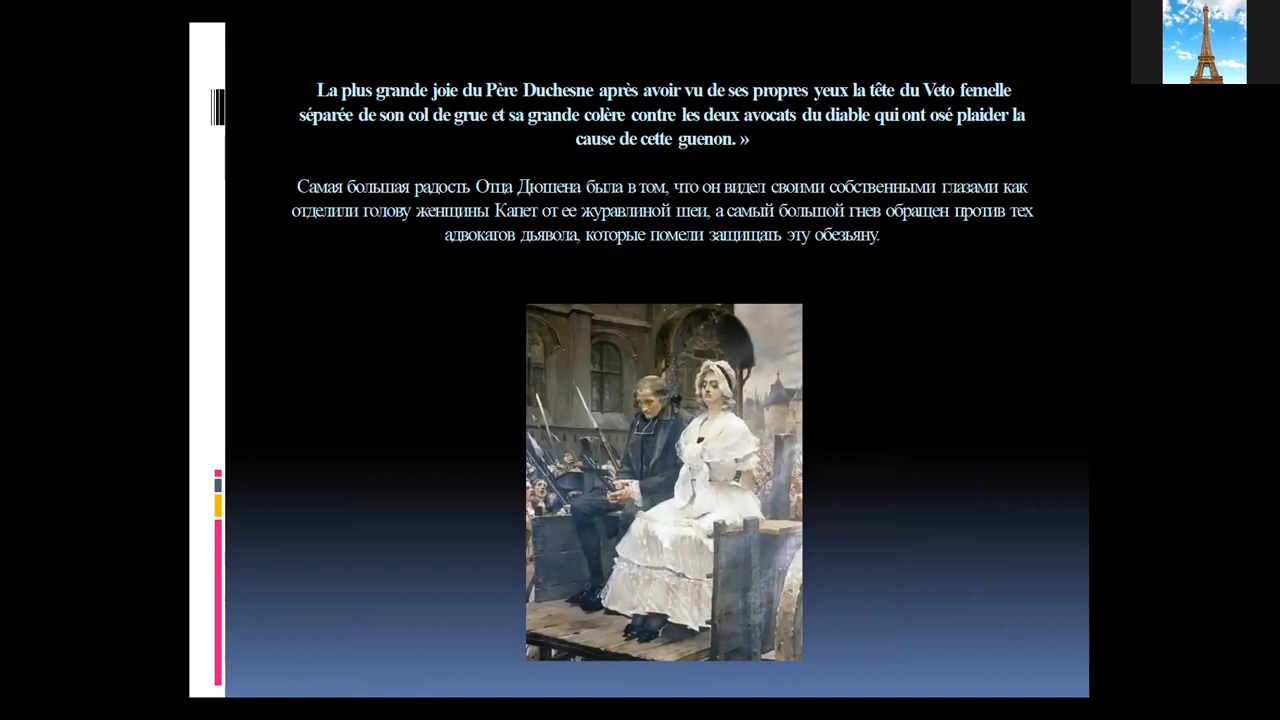 La plus grande joie du Père Duchesne après avoir vu de ses propres yeux la tête du Veto femelle
séparée de son col de grue et sa grande colère contre les deux avocats du diable qui ont osé plaider la
cause de cette guenon. »
Самая большая радость Отца Дюшена была в том, что он видел своими собственными глазами как
отделили голову женщины Капет от ее журавлиной шеи, а самый большой гнев обращен против тех
адвокатов дьявола, которые помели защищать эту обезьяну.